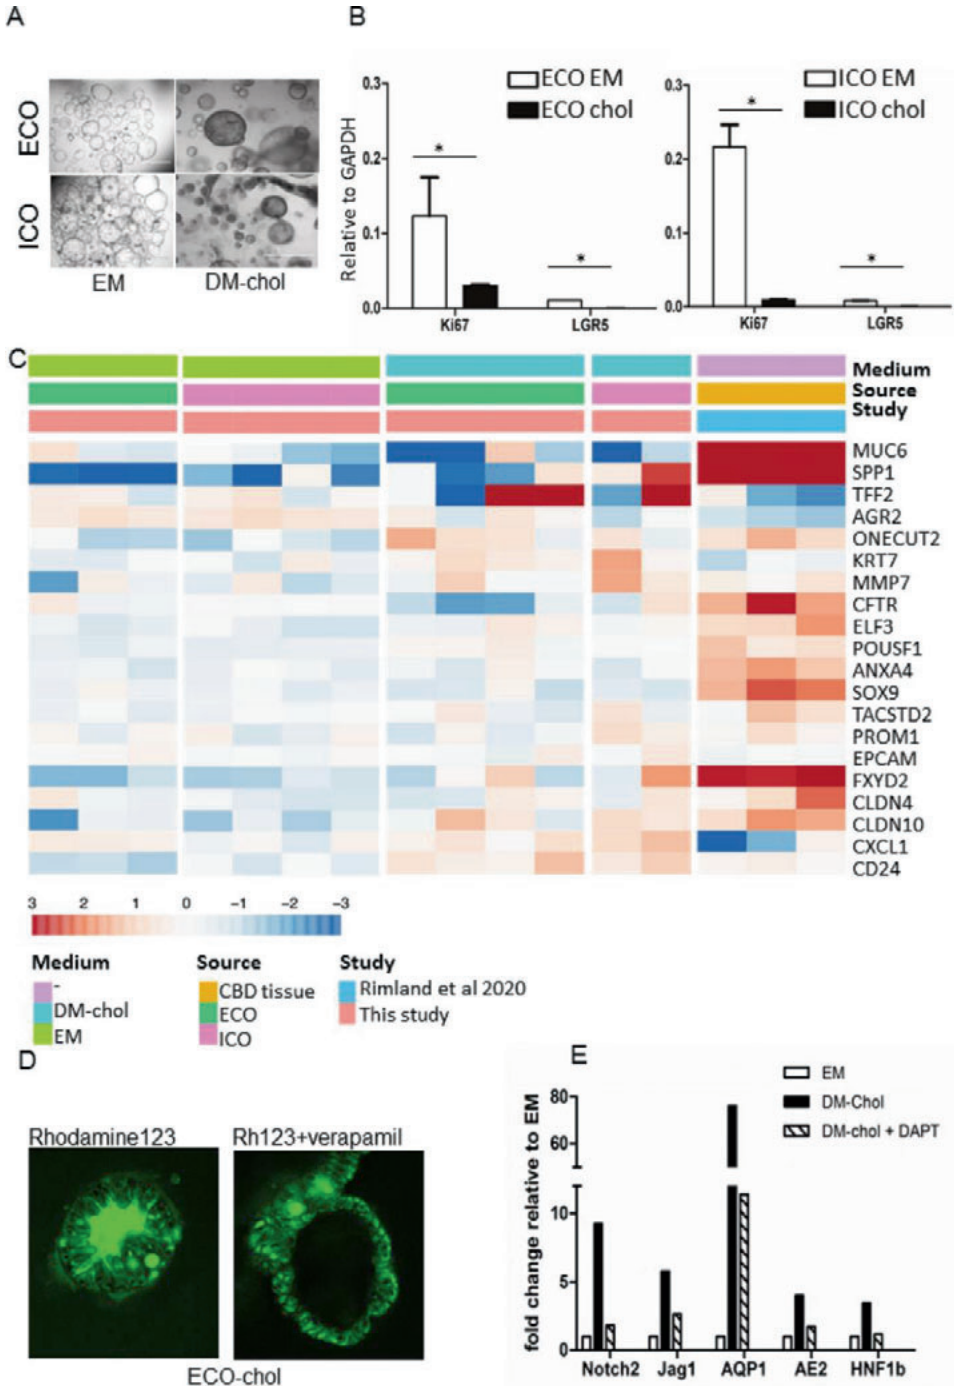 A
B
ECO
ICO
EM
DM-chol
Relative to GAPDH
0.3
0.2
0.1
0.0
ECO EM
ECO chol
*
*
Ki67
LGR5
0.3
0.2
0.1
0.0
ICO EM
ICO chol
*
*
Ki67
LGR5
C
Medium
Source
Study
MUC6
SPP1
TFF2
AGR2
ONECUT2
KRT7
MMP7
CFTR
ELF3
POUSF1
ANXA4
SOX9
TACSTD2
PROM1
EPCAM
FXYD2
CLDN4
CLDN10
CXCL1
CD24
3 2 1 0 -1 -2 -3
Medium
-
DM-chol
EM
Source
CBD tissue
ECO
ICO
Study
Rimland et al 2020
This study
D
Rhodamine123
Rh123+verapamil
ECO-chol
E
fold change relative to EM
80
60
10
5
0
EM
DM-Chol
DM-chol + DAPT
Notch2 Jag1 AQP1 AE2 HNF1b